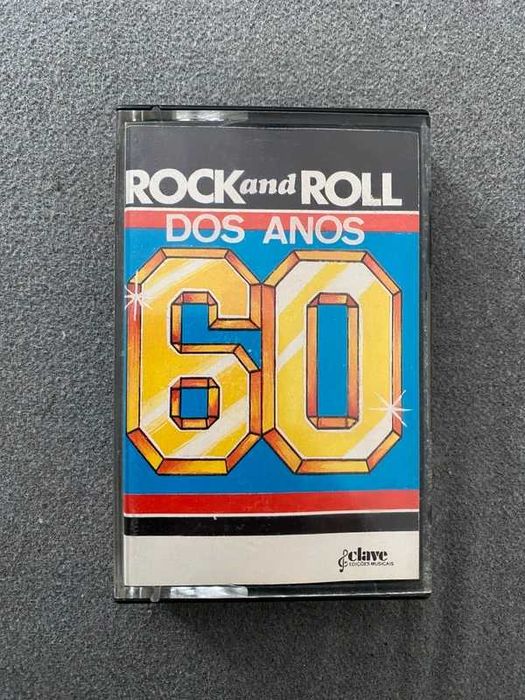 ROCK and ROLL
DOS ANOS
60
clave
EDIÇÕES MUSICAIS